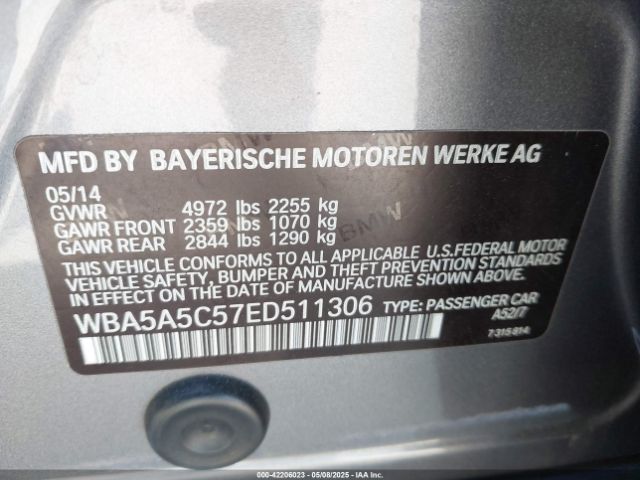 MFD BY BAYERISCHE MOTOREN WERKE AG
05/14
GVWR 4972 lbs 2255 kg
GAWR FRONT 2359 lbs 1070 kg
GAWR REAR 2844 lbs 1290 kg
THIS VEHICLE CONFORMS TO ALL APPLICABLE U.S.FEDERAL MOTOR
VEHICLE SAFETY, BUMPER AND THEFT PREVENTION STANDARDS
IN EFFECT ON THE DATE OF MANUFACTURE SHOWN ABOVE.
WBA5A5C57ED511306 TYPE: PASSENGER CAR
A52/7
7315814
BMW
000-42206023 - 05/08/2025 - IAA Inc.